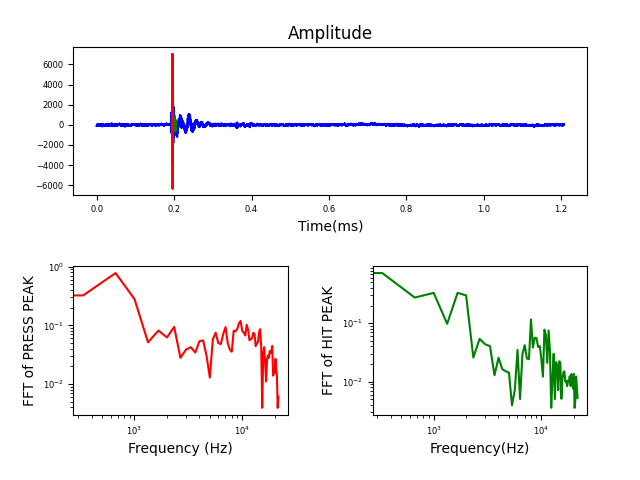 Amplitude
6000
4000
2000
0
−2000
−4000
−6000
0.0 0.2 0.4 0.6 0.8 1.0 1.2
Time(ms)
FFT of PRESS PEAK
10⁰
10⁻¹
10⁻²
10³ 10⁴
Frequency (Hz)
FFT of HIT PEAK
10⁻¹
10⁻²
10³ 10⁴
Frequency(Hz)